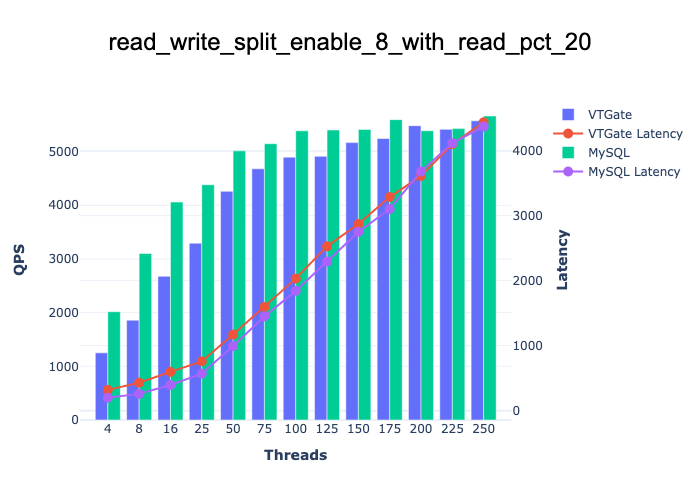 read_write_split_enable_8_with_read_pct_20
VTGate
VTGate Latency
MySQL
MySQL Latency
QPS
5000
4000
3000
2000
1000
0
4000
3000
2000
1000
0
Latency
4 8 16 25 50 75 100 125 150 175 200 225 250
Threads